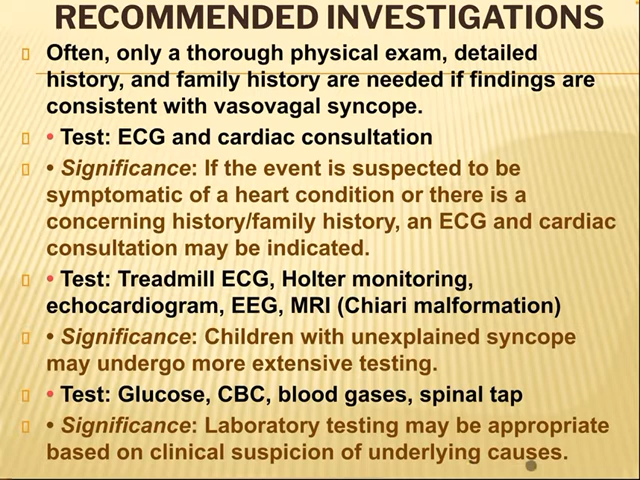 RECOMMENDED INVESTIGATIONS
Often, only a thorough physical exam, detailed
history, and family history are needed if findings are
consistent with vasovagal syncope.
• Test: ECG and cardiac consultation
• Significance: If the event is suspected to be
symptomatic of a heart condition or there is a
concerning history/family history, an ECG and cardiac
consultation may be indicated.
• Test: Treadmill ECG, Holter monitoring,
echocardiogram, EEG, MRI (Chiari malformation)
• Significance: Children with unexplained syncope
may undergo more extensive testing.
• Test: Glucose, CBC, blood gases, spinal tap
• Significance: Laboratory testing may be appropriate
based on clinical suspicion of underlying causes.